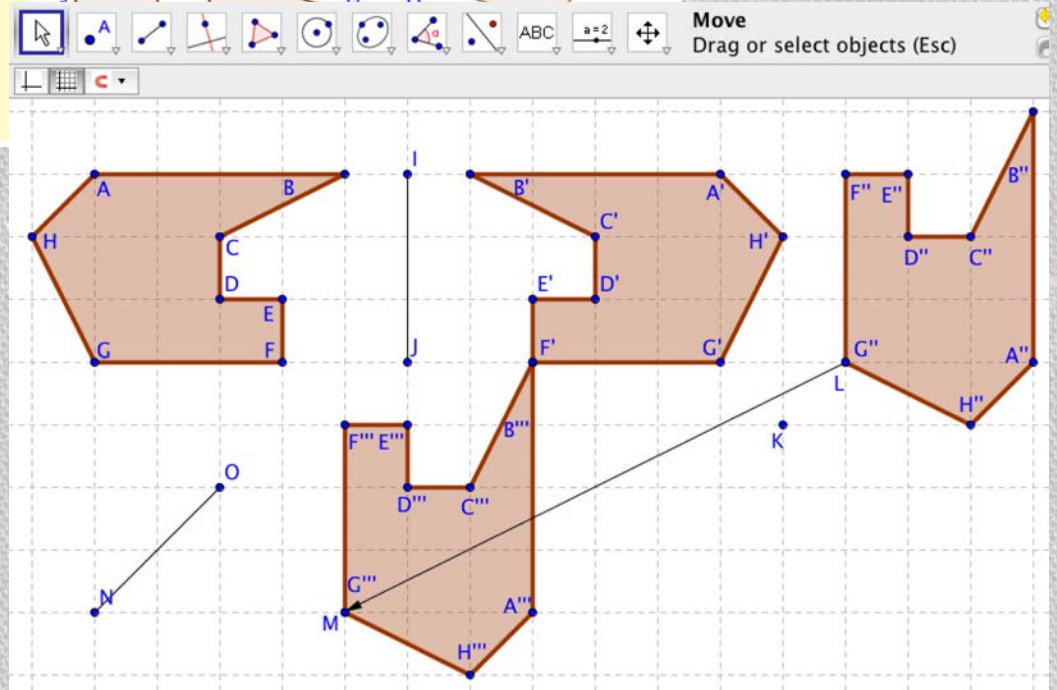 A ABC a=2 Move
Drag or select objects (Esc)
I
A B B' A' F" E" B"
H C C' H' D" C"
D E' D'
E
G F J F' G' G" A"
L
H"
F''' E''' B''' K
O
D''' C'''
N G''' A'''
M
H'''